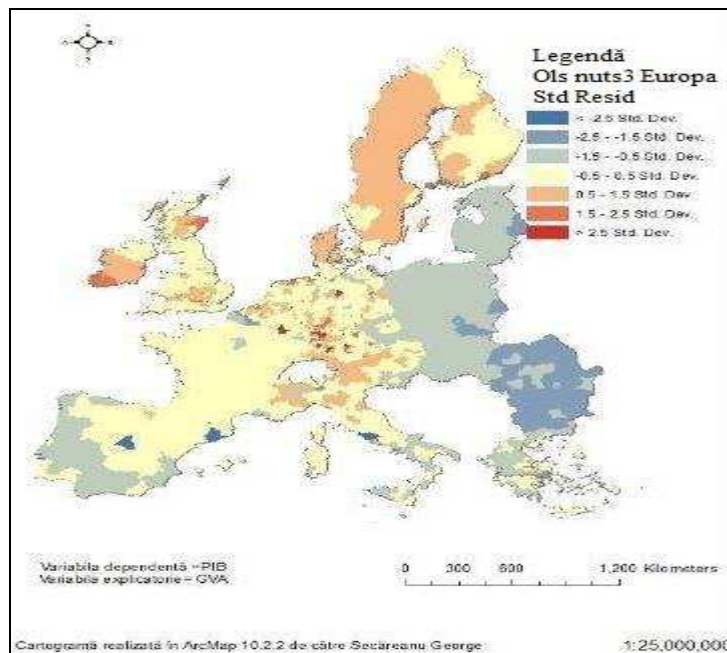 Legendă
Ols nuts3 Europa
Std Resid
< -2.5 Std. Dev.
-2.5 - -1.5 Std. Dev.
-1.5 - -0.5 Std. Dev.
-0.5 - 0.5 Std. Dev.
0.5 - 1.5 Std. Dev.
1.5 - 2.5 Std. Dev.
> 2.5 Std. Dev.
Variabila dependentă =PIB
Variabila explicatorie = GVA
0 300 600 1,200 Kilometers
Cartogramă realizată în ArcMap 10.2.2 de către Secăreanu George
1:25,000,000